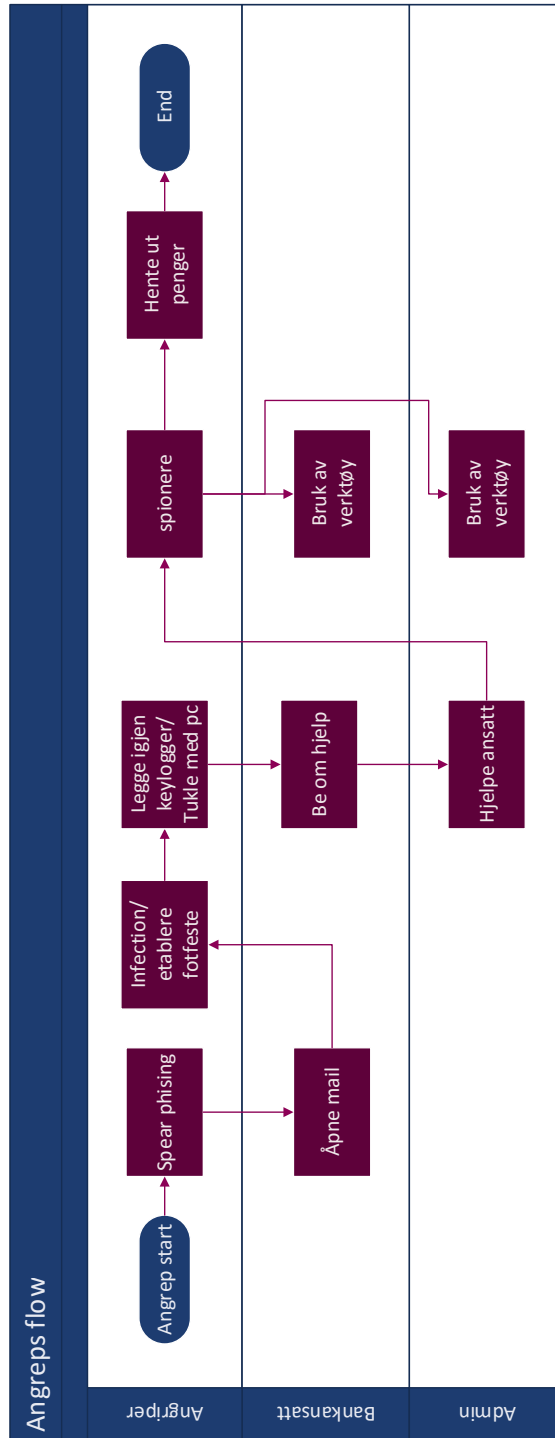 Angreps flow
Angriper
Angrep start
Spear phising
Infection/
etablere
fotfeste
Legge igjen
keylogger/
Tukle med pc
spionere
Hente ut
penger
End
Bankansatt
Åpne mail
Be om hjelp
Bruk av
verktøy
Admin
Hjelpe ansatt
Bruk av
verktøy